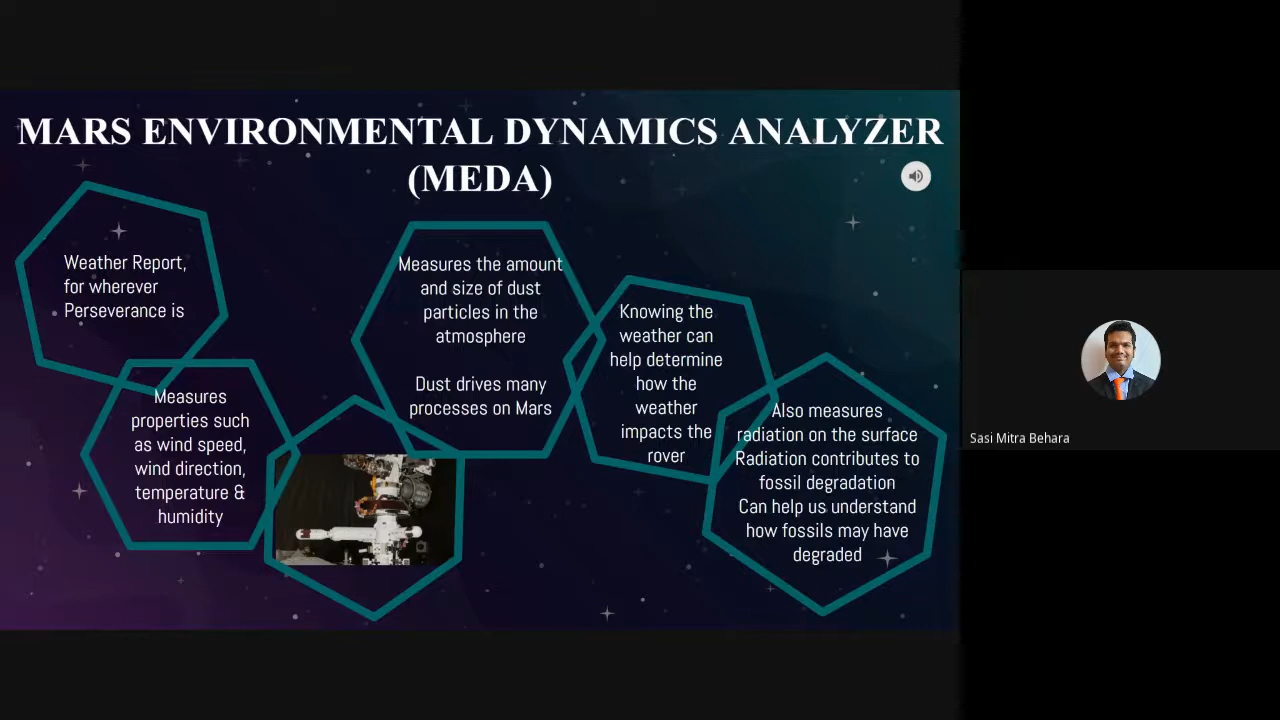 MARS ENVIRONMENTAL DYNAMICS ANALYZER
(MEDA)
Weather Report,
for wherever
Perseverance is
Measures
properties such
as wind speed,
wind direction,
temperature &
humidity
Measures the amount
and size of dust
particles in the
atmosphere
Dust drives many
processes on Mars
Knowing the
weather can
help determine
how the
weather
impacts the
rover
Also measures
radiation on the surface
Radiation contributes to
fossil degradation
Can help us understand
how fossils may have
degraded
Sasi Mitra Behara